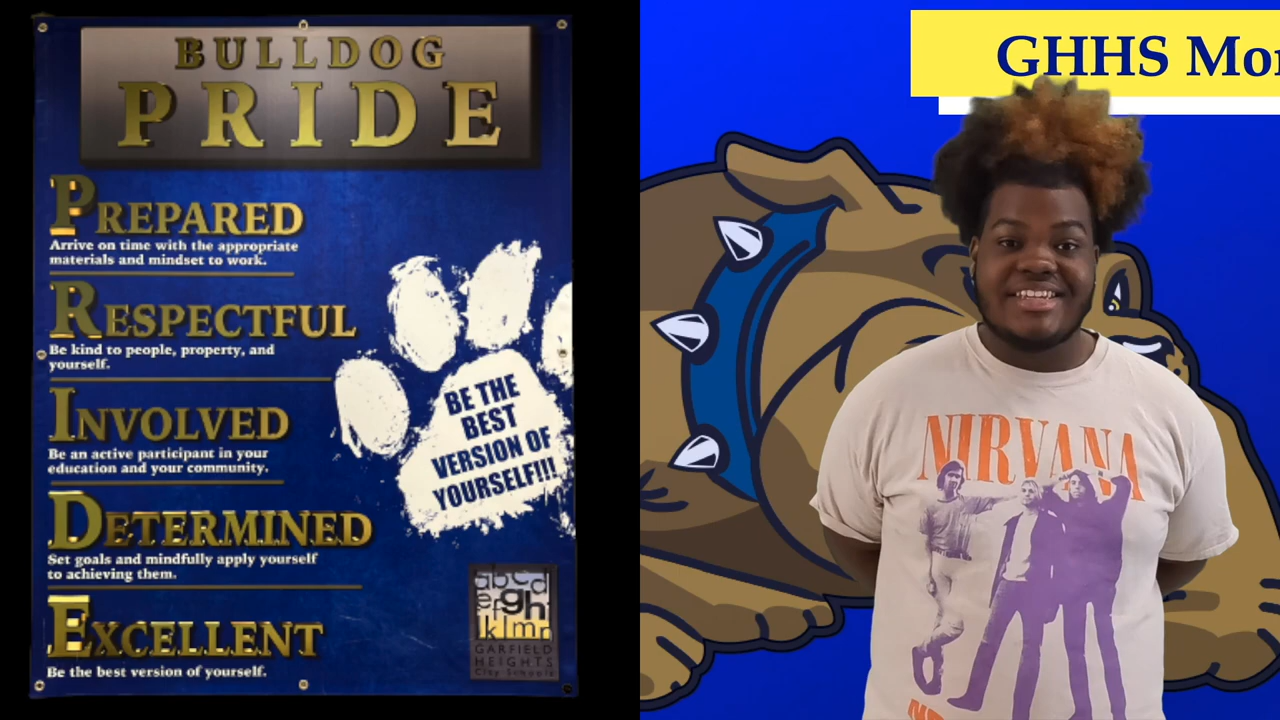 BULLDOG
PRIDE
PREPARED
Arrive on time with the appropriate
materials and mindset to work.
RESPECTFUL
Be kind to people, property, and
yourself.
INVOLVED
Be an active participant in your
education and your community.
DETERMINED
Set goals and mindfully apply yourself
to achieving them.
EXCELLENT
Be the best version of yourself.
BE THE
BEST
VERSION OF
YOURSELF!!!
abcd
efgh
klmn
GARFIELD
HEIGHTS
City Schools
GHHS
NIRVANA